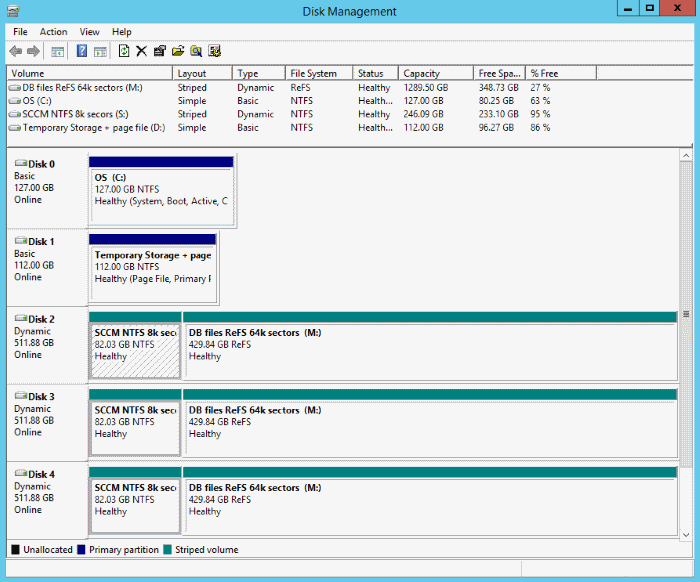 Disk Management
File Action View Help
Volume Layout Type File System Status Capacity Free Spa... % Free
DB files ReFS 64k sectors (M:) Striped Dynamic ReFS Healthy 1289.50 GB 348.73 GB 27 %
OS (C:) Simple Basic NTFS Health... 127.00 GB 80.25 GB 63 %
SCCM NTFS 8k secors (S:) Striped Dynamic NTFS Healthy 246.09 GB 233.10 GB 95 %
Temporary Storage + page file (D:) Simple Basic NTFS Health... 112.00 GB 96.27 GB 86 %
Disk 0
Basic
127.00 GB
Online
OS (C:)
127.00 GB NTFS
Healthy (System, Boot, Active, C
Disk 1
Basic
112.00 GB
Online
Temporary Storage + page
112.00 GB NTFS
Healthy (Page File, Primary P
Disk 2
Dynamic
511.88 GB
Online
SCCM NTFS 8k seco
82.03 GB NTFS
Healthy
DB files ReFS 64k sectors (M:)
429.84 GB ReFS
Healthy
Disk 3
Dynamic
511.88 GB
Online
SCCM NTFS 8k seco
82.03 GB NTFS
Healthy
DB files ReFS 64k sectors (M:)
429.84 GB ReFS
Healthy
Disk 4
Dynamic
511.88 GB
Online
SCCM NTFS 8k seco
82.03 GB NTFS
Healthy
DB files ReFS 64k sectors (M:)
429.84 GB ReFS
Healthy
Unallocated Primary partition Striped volume